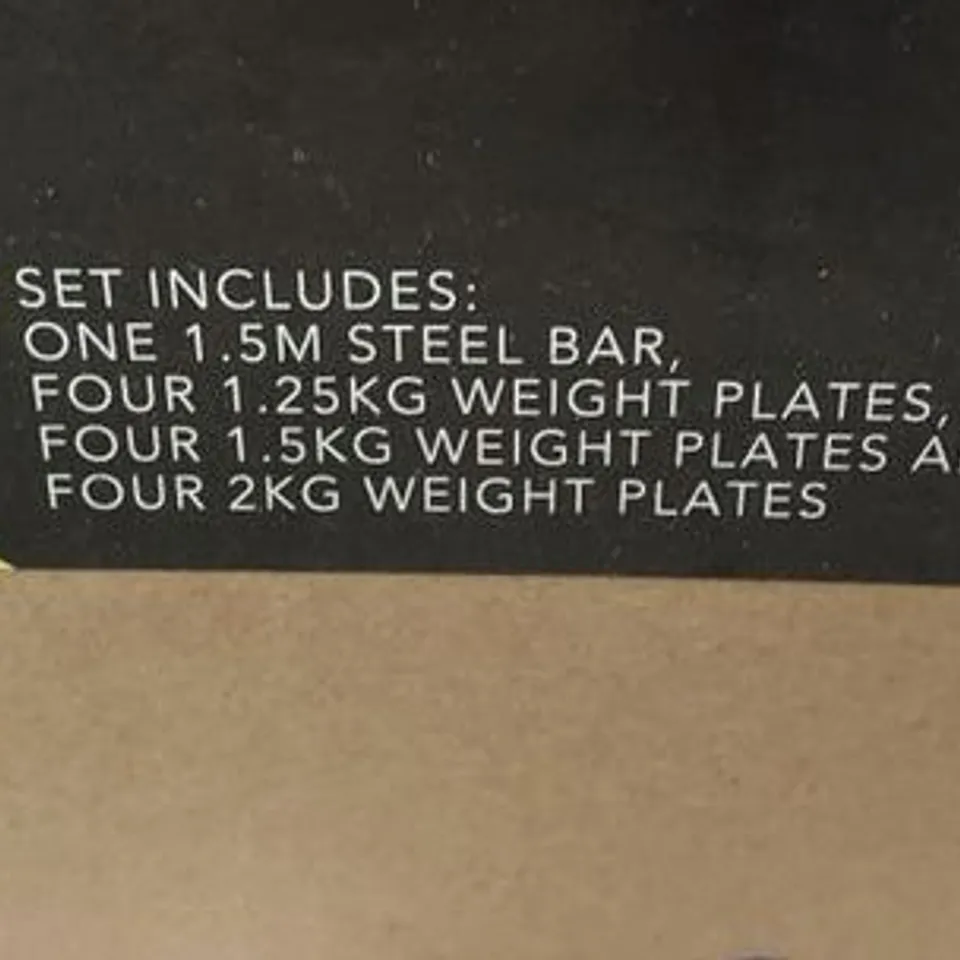 SET INCLUDES:
ONE 1.5M STEEL BAR,
FOUR 1.25KG WEIGHT PLATES,
FOUR 1.5KG WEIGHT PLATES
FOUR 2KG WEIGHT PLATES